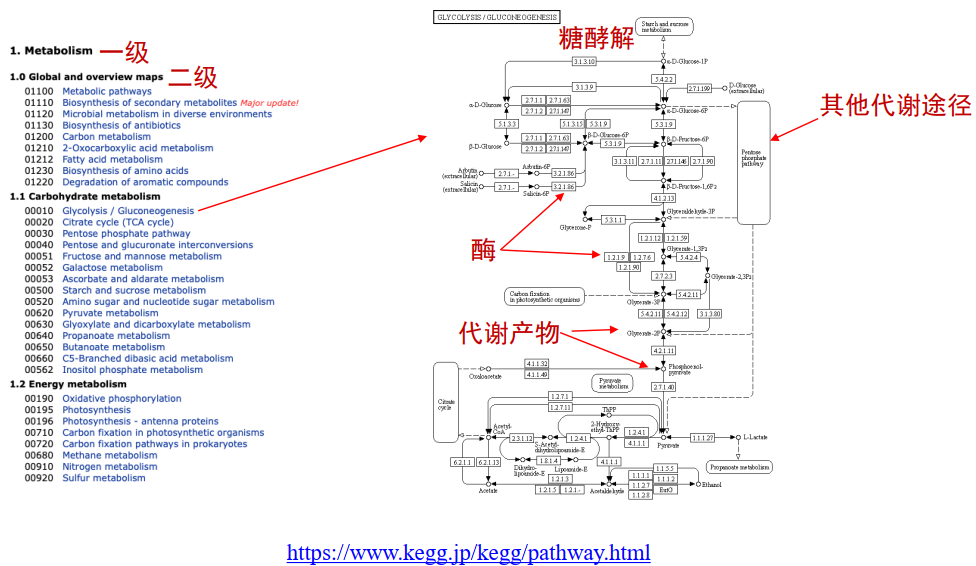 1. Metabolism 一级
1.0 Global and overview maps 二级
01100 Metabolic pathways
01110 Biosynthesis of secondary metabolites Major update!
01120 Microbial metabolism in diverse environments
01130 Biosynthesis of antibiotics
01200 Carbon metabolism
01210 2-Oxocarboxylic acid metabolism
01212 Fatty acid metabolism
01230 Biosynthesis of amino acids
01220 Degradation of aromatic compounds
1.1 Carbohydrate metabolism
00010 Glycolysis / Gluconeogenesis
00020 Citrate cycle (TCA cycle)
00030 Pentose phosphate pathway
00040 Pentose and glucuronate interconversions
00051 Fructose and mannose metabolism
00052 Galactose metabolism
00053 Ascorbate and aldarate metabolism
00500 Starch and sucrose metabolism
00520 Amino sugar and nucleotide sugar metabolism
00620 Pyruvate metabolism
00630 Glyoxylate and dicarboxylate metabolism
00640 Propanoate metabolism
00650 Butanoate metabolism
00660 C5-Branched dibasic acid metabolism
00562 Inositol phosphate metabolism
1.2 Energy metabolism
00190 Oxidative phosphorylation
00195 Photosynthesis
00196 Photosynthesis - antenna proteins
00710 Carbon fixation in photosynthetic organisms
00720 Carbon fixation pathways in prokaryotes
00680 Methane metabolism
00910 Nitrogen metabolism
00920 Sulfur metabolism
GLYCOLYSIS / GLUCONEOGENESIS
糖酵解
Starch and sucrose
metabolism
α-D-Glucose-1P
3.1.3.10
5.4.2.2
3.1.3.9
2.7.1.199
D-Glucose
(extracellular)
α-D-Glucose
2.7.1.1 2.7.1.63
2.7.1.2 2.7.1.147
α-D-Glucose-6P
其他代谢途径
5.1.3.3
5.1.3.15 5.3.1.9
5.3.1.9
β-D-Glucose-6P
2.7.1.1 2.7.1.63
2.7.1.2 2.7.1.147
5.3.1.9
β-D-Fructose-6P
β-D-Glucose
Pentose
phosphate
pathway
3.1.3.11 2.7.1.11 2.7.1.146 2.7.1.90
Arbutin
(extracellular)
2.7.1.-
Arbutin-6P
3.2.1.86
Salicin
(extracellular)
2.7.1.-
Salicin-6P
3.2.1.86
β-D-Fructose-1,6P2
4.1.2.13
Glycerone-P
5.3.1.1
Glyceraldehyde-3P
酶
1.2.1.12 1.2.1.59
1.2.1.9 1.2.7.6
1.2.1.90
Glycerate-1,3P2
5.4.2.4
2.7.2.3
Glycerate-2,3P2
Carbon fixation
in photosynthetic organisms
Glycerate-3P
5.4.2.11
5.4.2.11 5.4.2.12
3.1.3.80
代谢产物
Glycerate-2P
4.2.1.11
4.1.1.32
4.1.1.49
Oxaloacetate
Phosphoenol-
pyruvate
Pyruvate
metabolism
2.7.1.40
Citrate
cycle
1.2.7.1
1.2.7.11
ThPP
Acetyl-
CoA
2.3.1.12
S-Acetyl-
dihydrolipoamide-E
1.2.4.1
2-Hydroxy-
ethyl-ThPP
1.2.4.1
4.1.1.1
Pyruvate
1.1.1.27
L-Lactate
Propanoate metabolism
6.2.1.1 6.2.1.13
Dihydro-
lipoamide-E
1.8.1.4
Lipoamide-E
4.1.1.1
1.2.1.3
1.2.1.5 1.2.1.-
Acetate
Acetaldehyde
1.1.5.5
1.1.1.1 1.1.1.2
1.1.2.7 EutO
1.1.2.8
Ethanol
https://www.kegg.jp/kegg/pathway.html